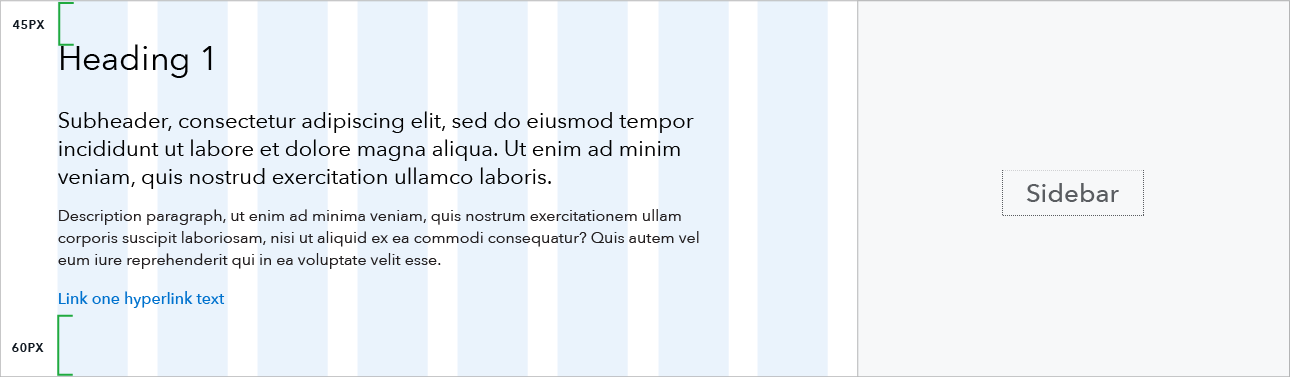 45PX
Heading 1
Subheader, consectetur adipiscing elit, sed do eiusmod tempor
incididunt ut labore et dolore magna aliqua. Ut enim ad minim
veniam, quis nostrud exercitation ullamco laboris.
Description paragraph, ut enim ad minima veniam, quis nostrum exercitationem ullam
corporis suscipit laboriosam, nisi ut aliquid ex ea commodi consequatur? Quis autem vel
eum iure reprehenderit qui in ea voluptate velit esse.
Link one hyperlink text
60PX
Sidebar